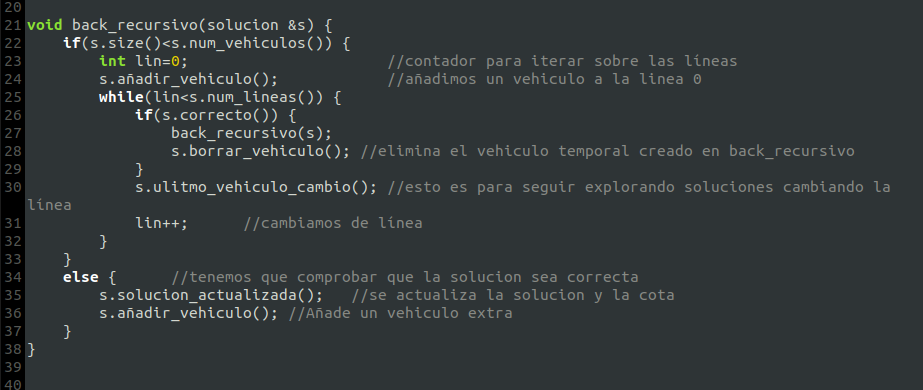 20
21 void back_recursivo(solucion &s) {
22     if(s.size()<s.num_vehiculos()) {
23         int lin=0;                      //contador para iterar sobre las lineas
24         s.añadir_vehiculo();            //añadimos un vehiculo a la linea 0
25         while(lin<s.num_lineas()) {
26             if(s.correcto()) {
27                 back_recursivo(s);
28                 s.borrar_vehiculo(); //elimina el vehiculo temporal creado en back_recursivo
29             }
30             s.ulitmo_vehiculo_cambio(); //esto es para seguir explorando soluciones cambiando la
linea
31             lin++;      //cambiamos de linea
32         }
33     }
34     else {      //tenemos que comprobar que la solucion sea correcta
35         s.solucion_actualizada();   //se actualiza la solucion y la cota
36         s.añadir_vehiculo(); //Añade un vehiculo extra
37     }
38 }
39
40